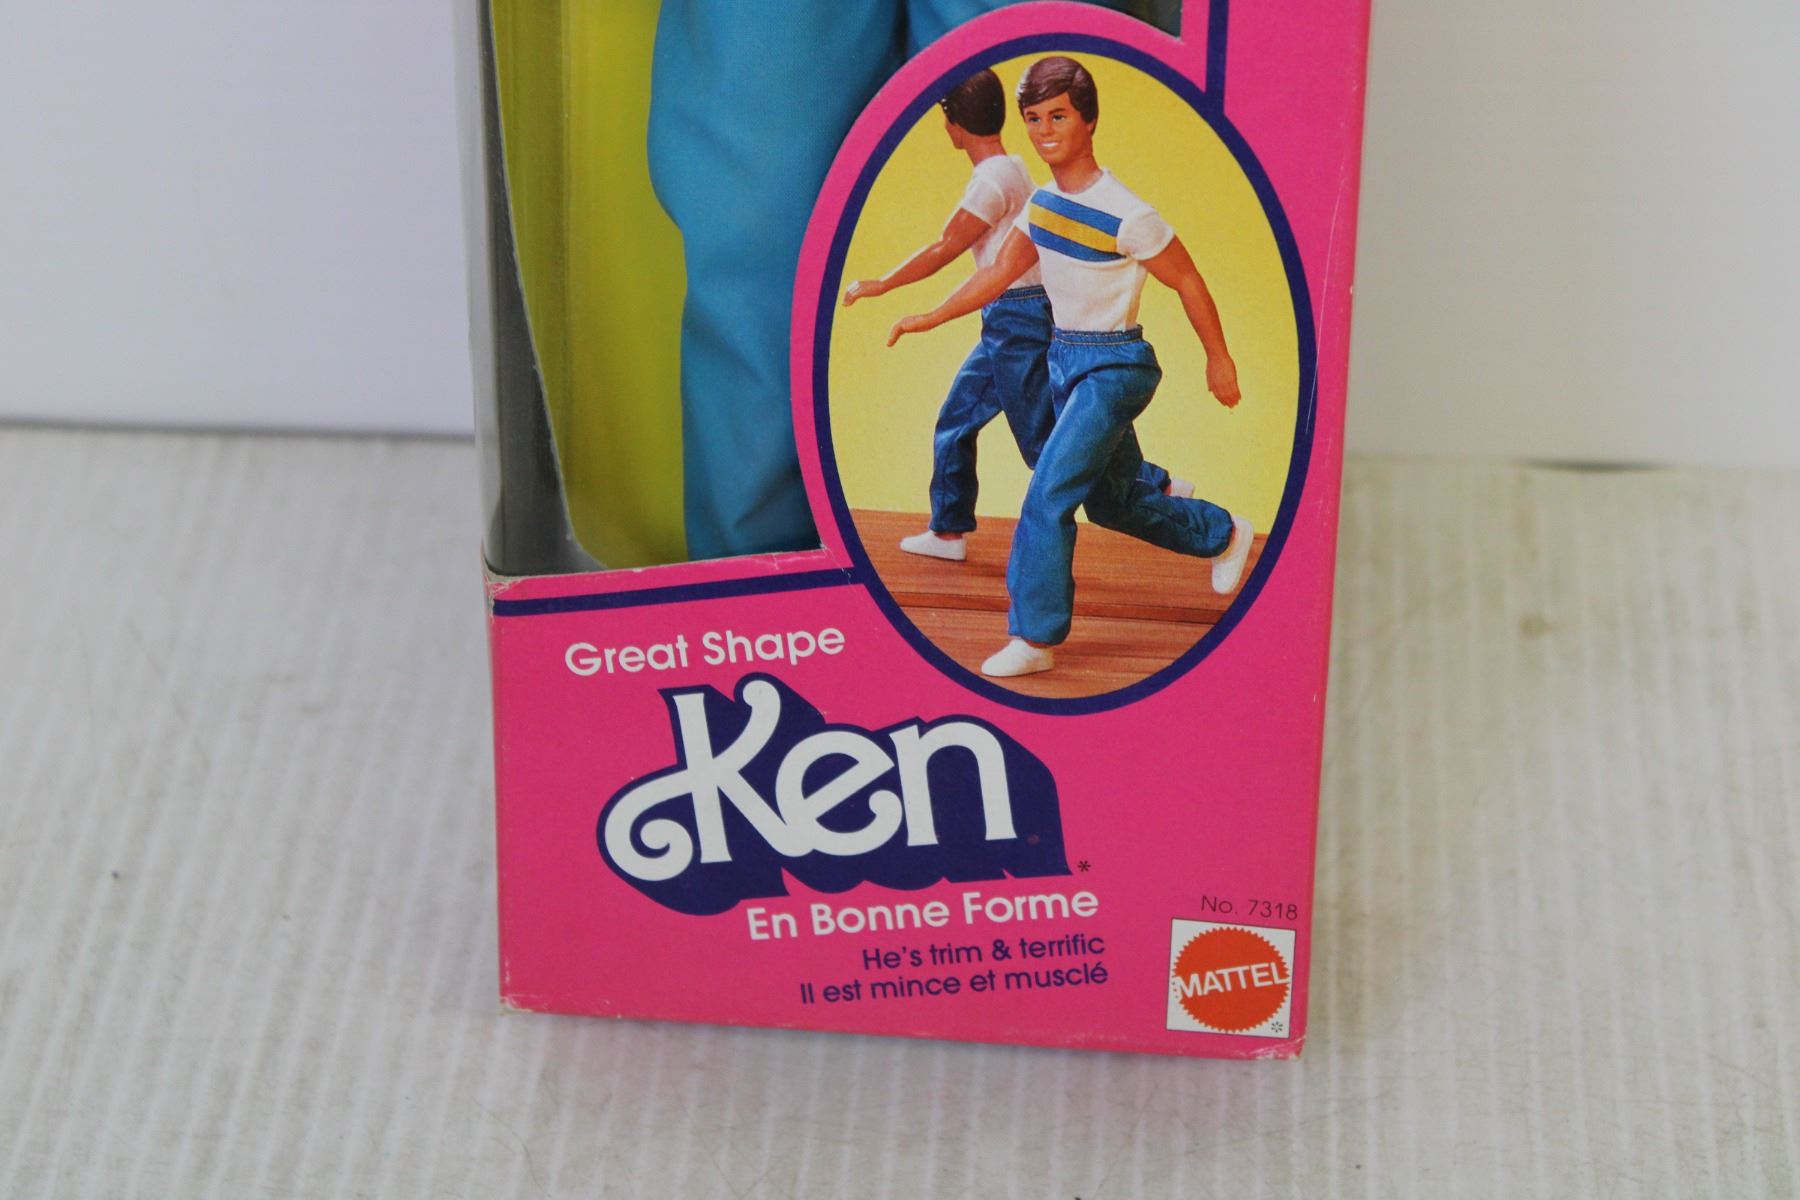 Great Shape
Ken
*
En Bonne Forme
He's trim & terrific
Il est mince et musclé
No. 7318
MATTEL
*